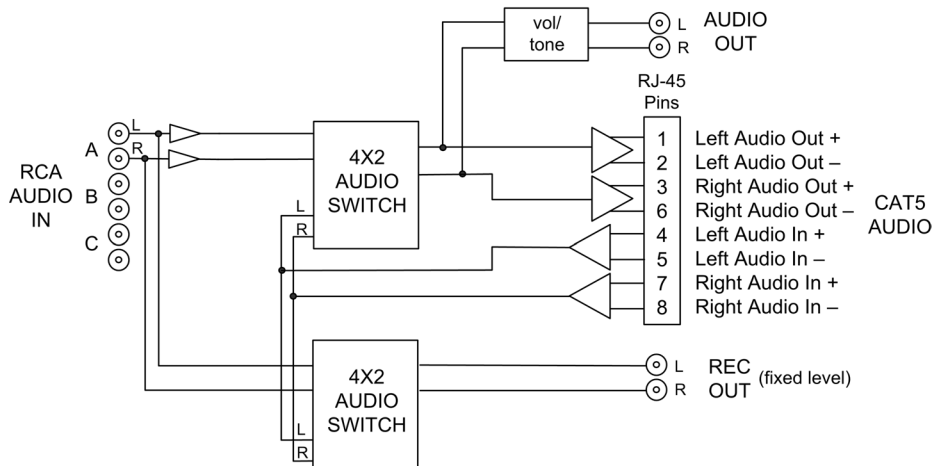 vol/
tone
L
R
AUDIO
OUT
RJ-45
Pins
RCA
AUDIO
IN
A
B
C
L
R
4X2
AUDIO
SWITCH
L
R
1 Left Audio Out +
2 Left Audio Out –
3 Right Audio Out +
6 Right Audio Out –
4 Left Audio In +
5 Left Audio In –
7 Right Audio In +
8 Right Audio In –
CAT5
AUDIO
4X2
AUDIO
SWITCH
L
R
L
R
REC
OUT
(fixed level)